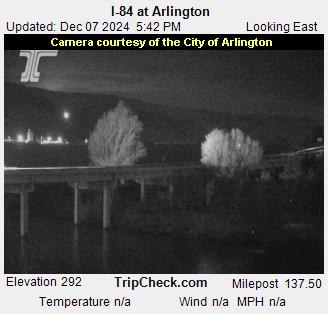 I-84 at Arlington
Updated: Dec 07 2024 5:42 PM Looking East
Camera courtesy of the City of Arlington
Elevation 292 TripCheck.com Milepost 137.50
Temperature n/a Wind n/a MPH n/a